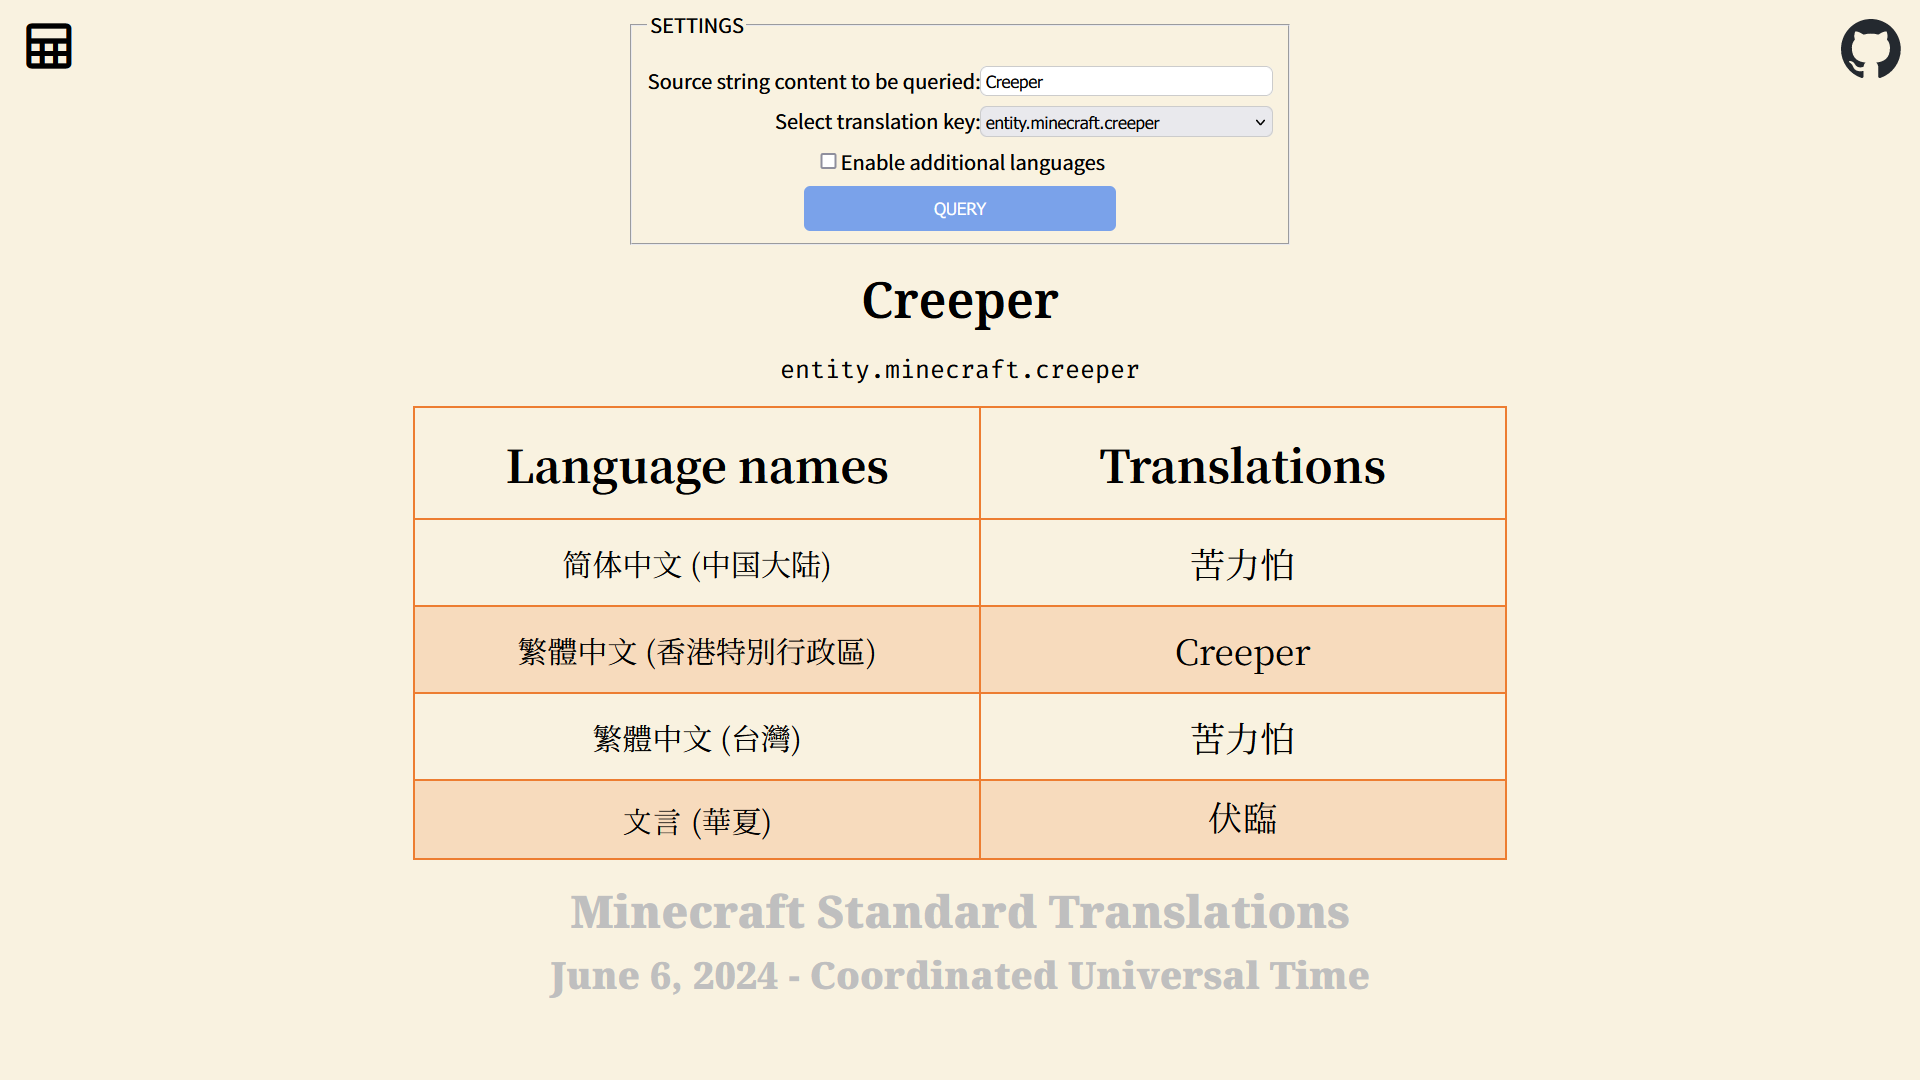 SETTINGS
Source string content to be queried: Creeper
Select translation key: entity.minecraft.creeper
Enable additional languages
QUERY
Creeper
entity.minecraft.creeper
Language names Translations
简体中文 (中国大陆) 苦力怕
繁體中文 (香港特別行政區) Creeper
繁體中文 (台灣) 苦力怕
文言 (華夏) 伏臨
Minecraft Standard Translations
June 6, 2024 - Coordinated Universal Time